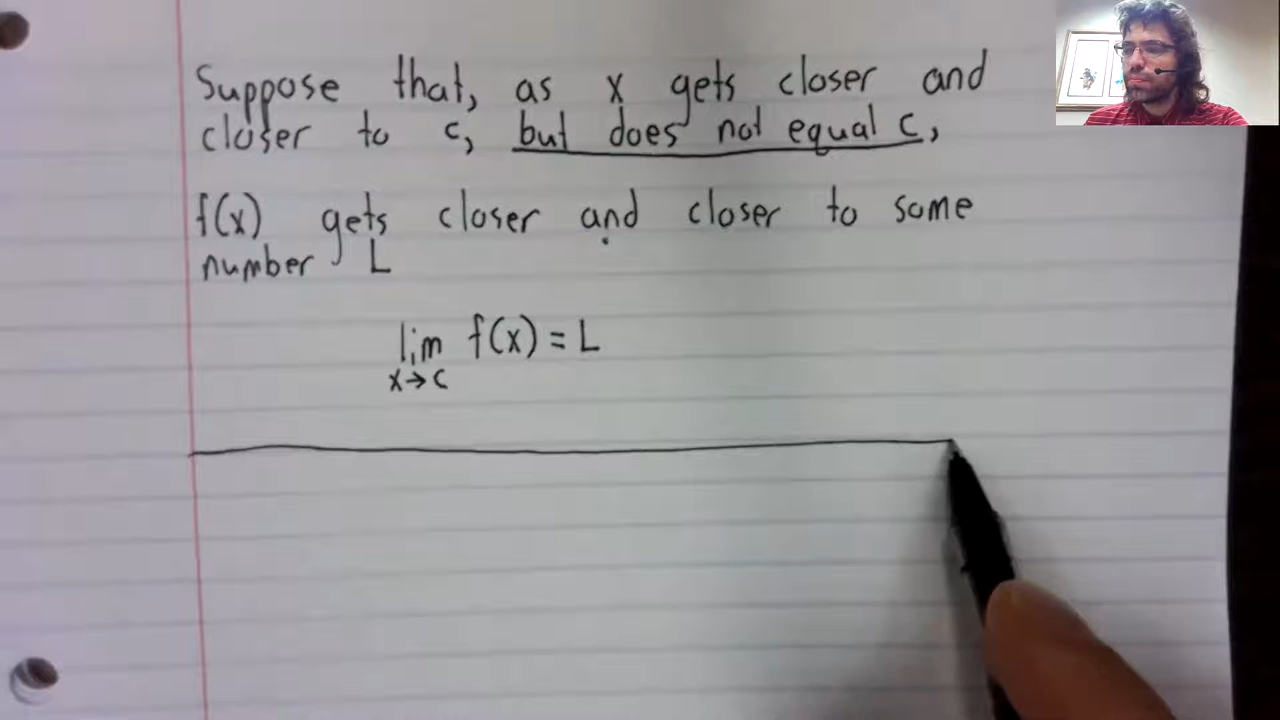 Suppose that, as x gets closer and
closer to c, but does not equal c,
f(x) gets closer and closer to some
number L
lim f(x) = L
x→c